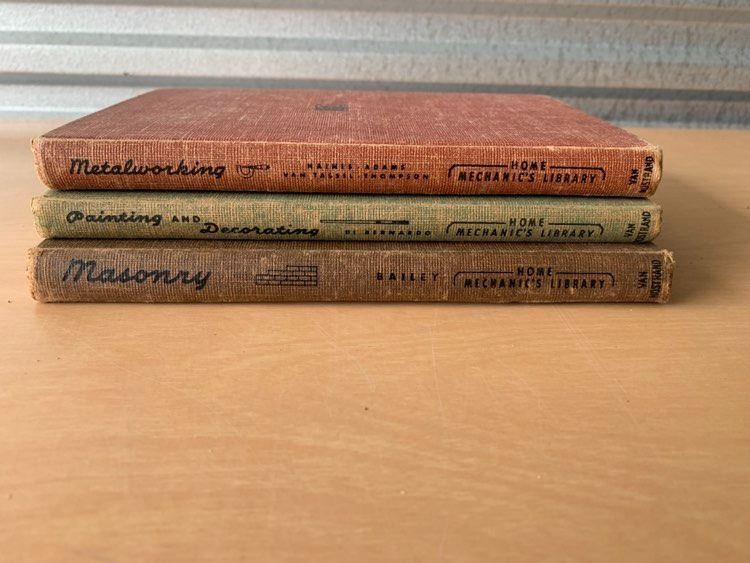 Metalworking
HAINES-ADAMS
VAN TASSEL-THOMPSON
HOME
MECHANIC'S LIBRARY
VAN
NOSTRAND
Painting AND
Decorating
DI BERNARDO
HOME
MECHANIC'S LIBRARY
VAN
NOSTRAND
Masonry
BAILEY
HOME
MECHANIC'S LIBRARY
VAN
NOSTRAND